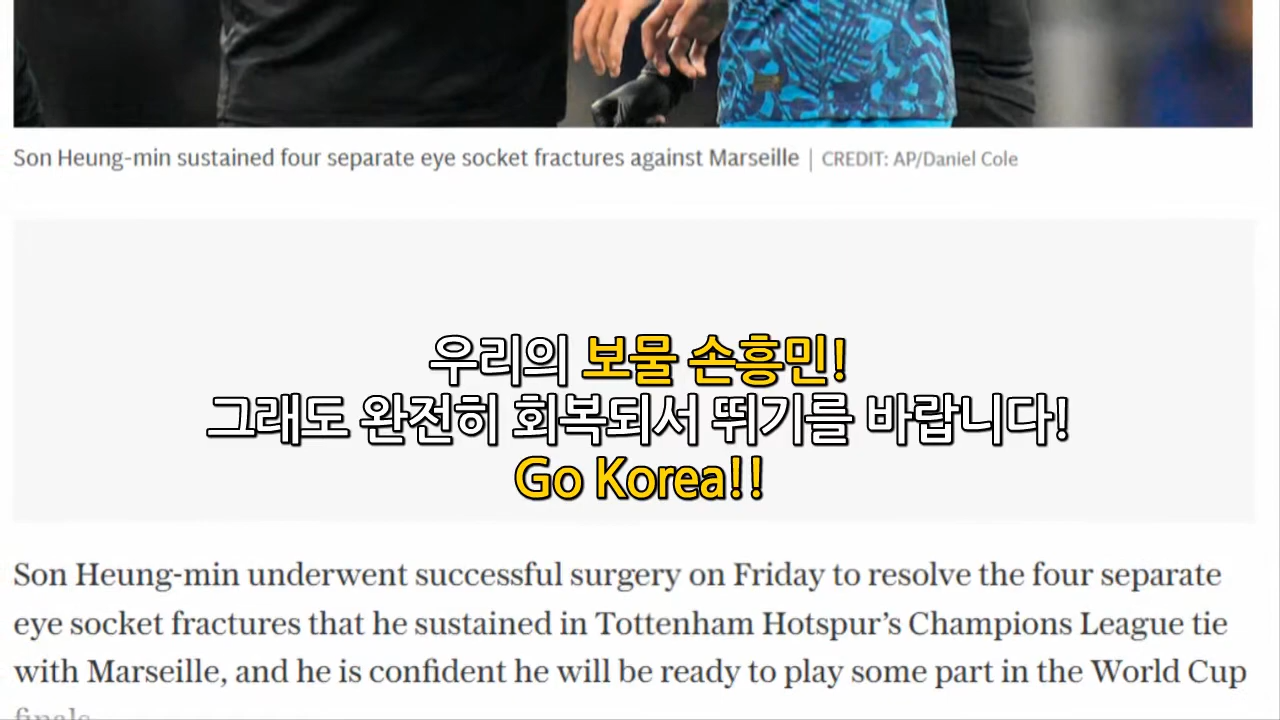 Son Heung-min sustained four separate eye socket fractures against Marseille | CREDIT: AP/Daniel Cole
우리의 보물 손흥민!
그래도 완전히 회복되서 뛰기를 바랍니다!
Go Korea!!
Son Heung-min underwent successful surgery on Friday to resolve the four separate
eye socket fractures that he sustained in Tottenham Hotspur’s Champions League tie
with Marseille, and he is confident he will be ready to play some part in the World Cup
finals